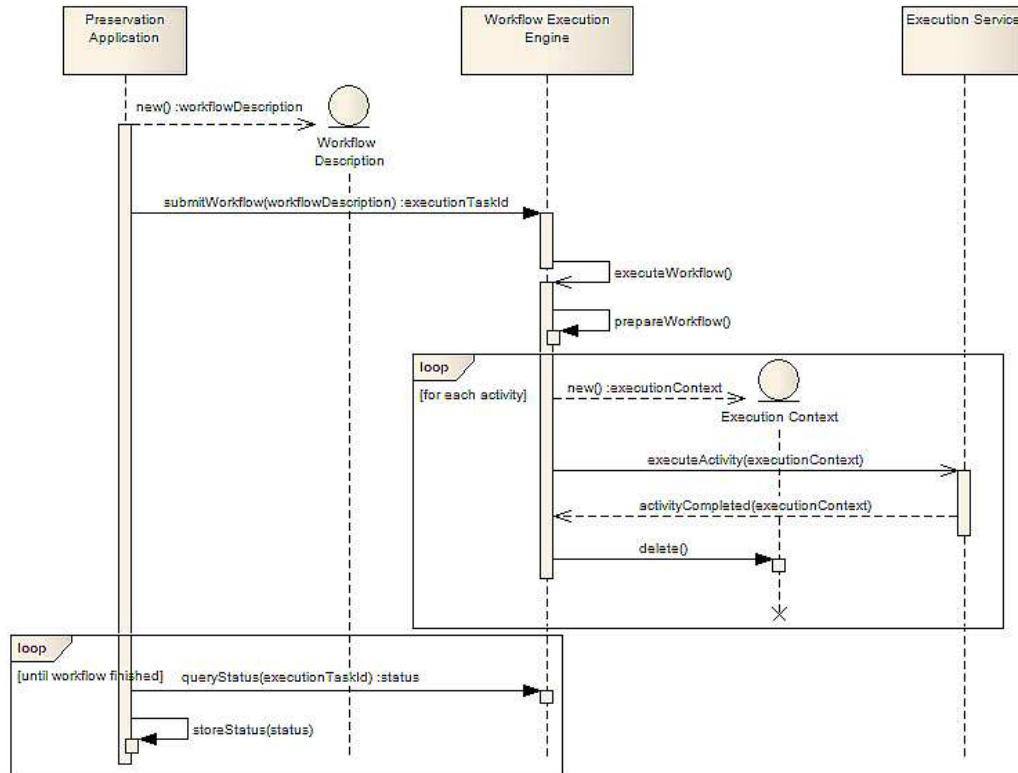 Preservation
Application
Workflow Execution
Engine
Execution Service
new() :workflowDescription
Workflow
Description
submitWorkflow(workflowDescription) :executionTaskId
executeWorkflow()
prepareWorkflow()
loop
[for each activity]
new() :executionContext
Execution Context
executeActivity(executionContext)
activityCompleted(executionContext)
delete()
loop
[until workflow finished]
queryStatus(executionTaskId) :status
storeStatus(status)